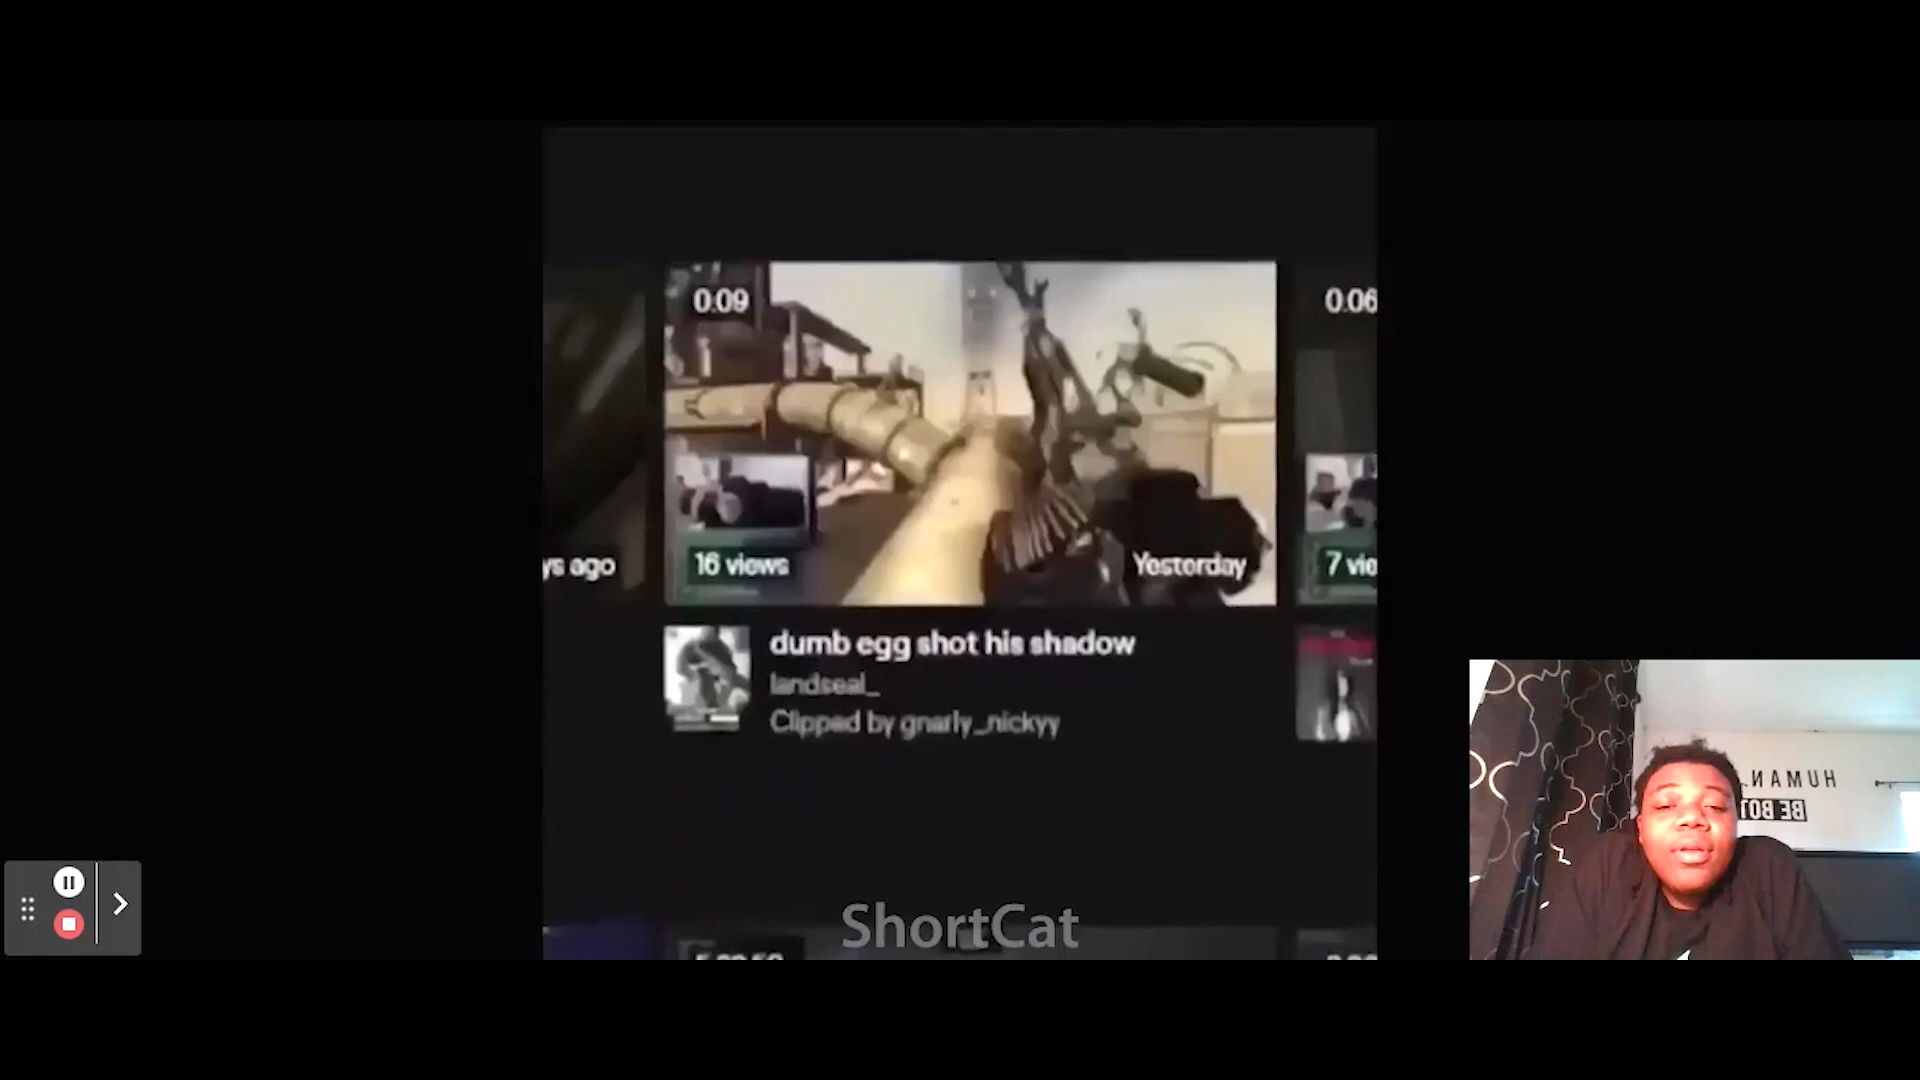 0:09
0:06
ys ago
16 views
Yesterday
7 vie
dumb egg shot his shadow
landseal_
Clipped by gnarly_nickyy
ShortCat
HUMAN
BE BOT